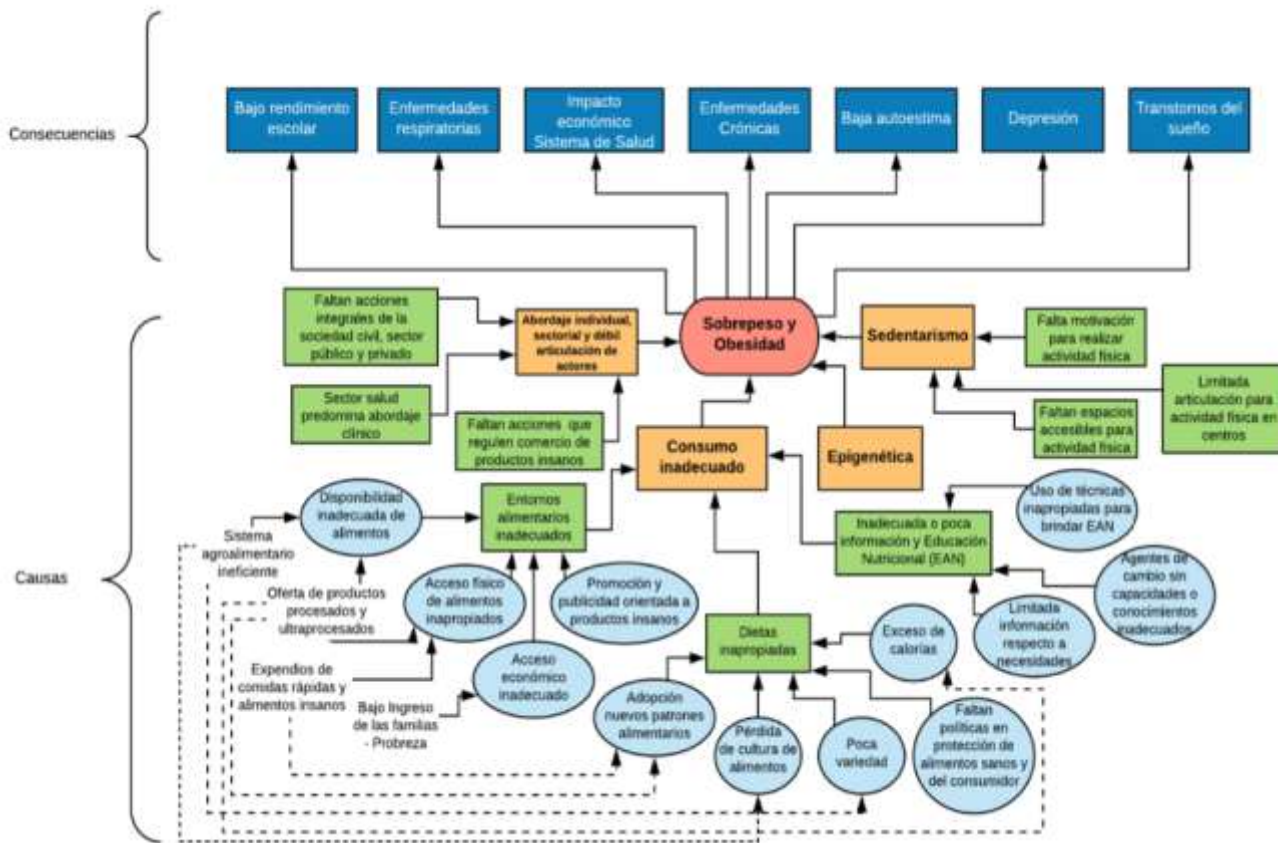 Consecuencias
Bajo rendimiento
escolar
Enfermedades
respiratorias
Impacto
económico
Sistema de Salud
Enfermedades
Crónicas
Baja autoestima
Depresión
Transtornos del
sueño
Causas
Faltan acciones
integrales de la
sociedad civil, sector
público y privado
Abordaje individual,
sectorial y débil
articulación de
actores
Sobrepeso y
Obesidad
Sedentarismo
Falta motivación
para realizar
actividad física
Sector salud
predomina abordaje
clínico
Faltan acciones que
regulen comercio de
productos insanos
Consumo
inadecuado
Epigenética
Faltan espacios
accesibles para
actividad física
Limitada
articulación para
actividad física en
centros
Disponibilidad
inadecuada de
alimentos
Entornos
alimentarios
inadecuados
Inadecuada o poca
información y Educación
Nutricional (EAN)
Uso de técnicas
inapropiadas para
brindar EAN
Sistema
agroalimentario
ineficiente
Oferta de productos
procesados y
ultraprocesados
Acceso físico
de alimentos
inapropiados
Promoción y
publicidad orientada a
productos insanos
Agentes de
cambio sin
capacidades o
conocimientos
inadecuados
Limitada
información
respecto a
necesidades
Dietas
inapropiadas
Exceso de
calorías
Expendios de
comidas rápidas y
alimentos insanos
Bajo Ingreso
de las familias
- Probreza
Acceso
económico
inadecuado
Adopción
nuevos patrones
alimentarios
Pérdida
de cultura de
alimentos
Poca
variedad
Faltan
políticas en
protección de
alimentos sanos y
del consumidor